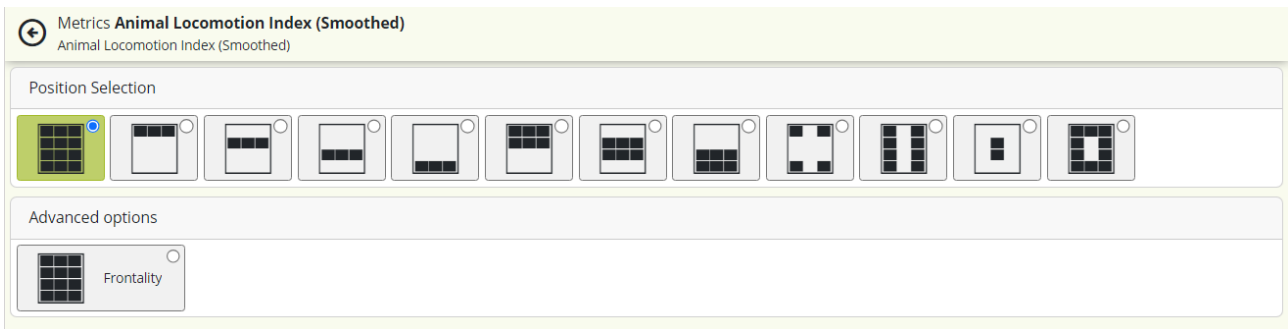 Metrics Animal Locomotion Index (Smoothed)
Animal Locomotion Index (Smoothed)
Position Selection
Advanced options
Frontality